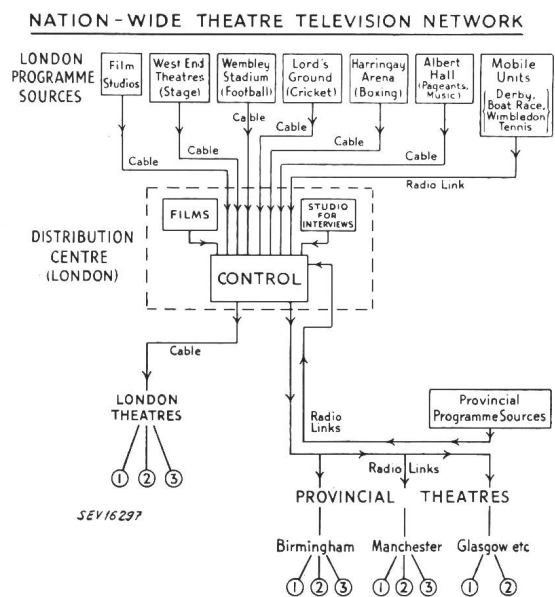 NATION-WIDE THEATRE TELEVISION NETWORK
LONDON
PROGRAMME
SOURCES
Film
Studios
West End
Theatres
(Stage)
Wembley
Stadium
(Football)
Lord's
Ground
(Cricket)
Harringay
Arena
(Boxing)
Albert
Hall
(Pageants,
Music)
Mobile
Units
Derby,
Boat Race,
Wimbledon
Tennis
Cable
Cable
Cable
Cable
Cable
Cable
Radio Link
DISTRIBUTION
CENTRE
(LONDON)
FILMS
STUDIO
FOR
INTERVIEWS
CONTROL
Cable
LONDON
THEATRES
1 2 3
Radio
Links
Provincial
Programme Sources
Radio Links
PROVINCIAL THEATRES
SEV16297
Birmingham Manchester Glasgow etc
1 2 3 1 2 3 1 2